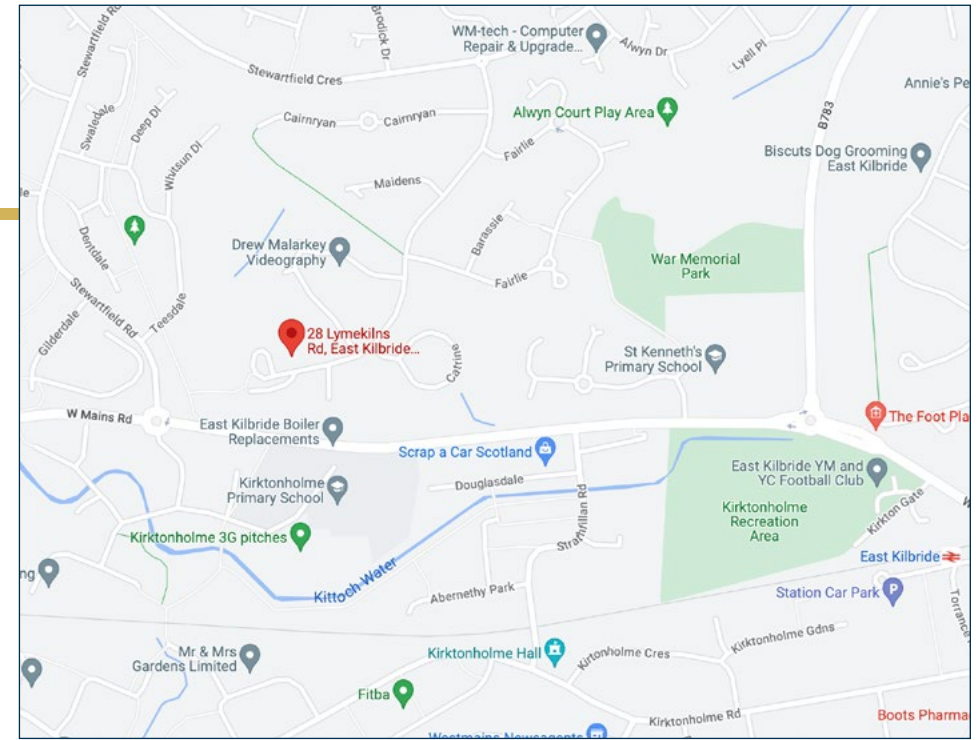 Stewartfield Rd
Brodick Dr
WM-tech - Computer
Repair & Upgrade...
Alwyn Dr
Lyell Pl
Stewartfield Cres
B783
Annie's Pe
Swaledale
Deep Dl
Whitsun Dl
Cairnryan
Cairnryan
Alwyn Court Play Area
Fairlie
Biscuts Dog Grooming
East Kilbride
Maidens
Dentdale
Drew Malarkey
Videography
Barassie
Fairlie
War Memorial
Park
Stewartfield Rd
Teesdale
Gilderdale
28 Lymekilns
Rd, East Kilbride...
Catrine
St Kenneth's
Primary School
W Mains Rd
East Kilbride Boiler
Replacements
The Foot Pla
Scrap a Car Scotland
Kirktonholme
Primary School
Douglasdale
East Kilbride YM and
YC Football Club
Strathfillan Rd
Kirktonholme
Recreation
Area
Kirkton Gate
W
Kirktonholme 3G pitches
East Kilbride
ng
Kittoch Water
Abernethy Park
Station Car Park
P
Torrance
Mr & Mrs
Gardens Limited
Kirktonholme Hall
Kirtonholme Cres
Kirktonholme Gdns
Fitba
Kirktonholme Rd
Boots Pharma
Westmains Newsagents